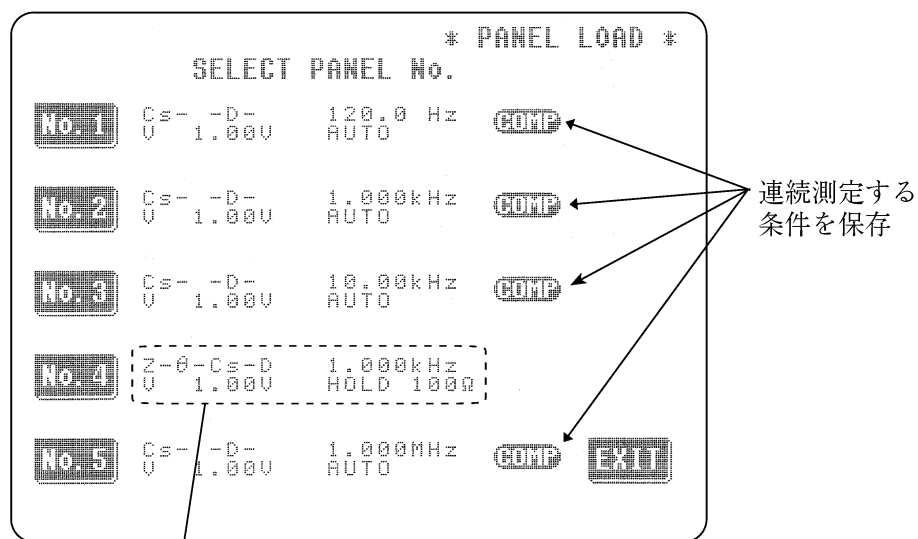 * PANEL LOAD *
SELECT PANEL No.
No. 1 Cs- -D- 120.0 Hz COMP
V 1.00V AUTO
No. 2 Cs- -D- 1.000kHz COMP
V 1.00V AUTO
No. 3 Cs- -D- 10.00kHz COMP
V 1.00V AUTO
No. 4 Z-θ-Cs-D 1.000kHz
V 1.00V HOLD 100Ω
No. 5 Cs- -D- 1.000MHz COMP EXIT
V 1.00V AUTO
連続測定する
条件を保存